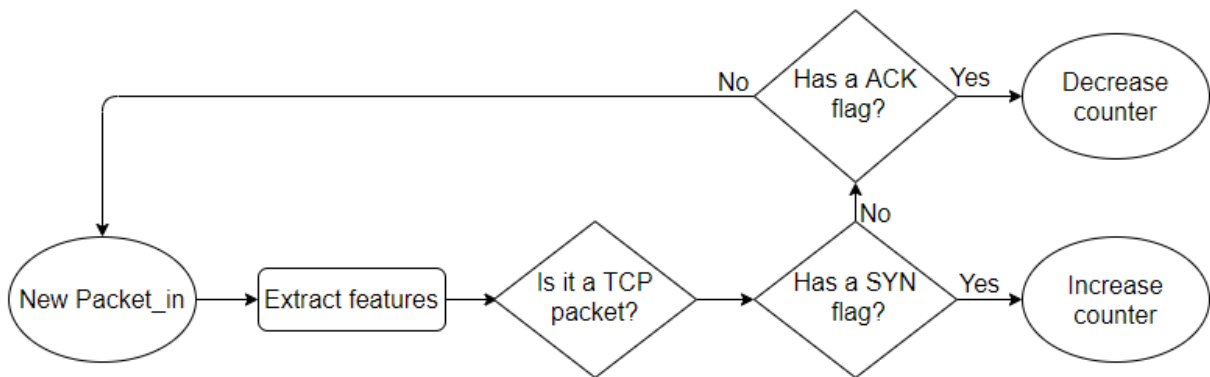 No
Has a ACK
flag?
Yes
Decrease
counter
No
New Packet_in
Extract features
Is it a TCP
packet?
Has a SYN
flag?
Yes
Increase
counter